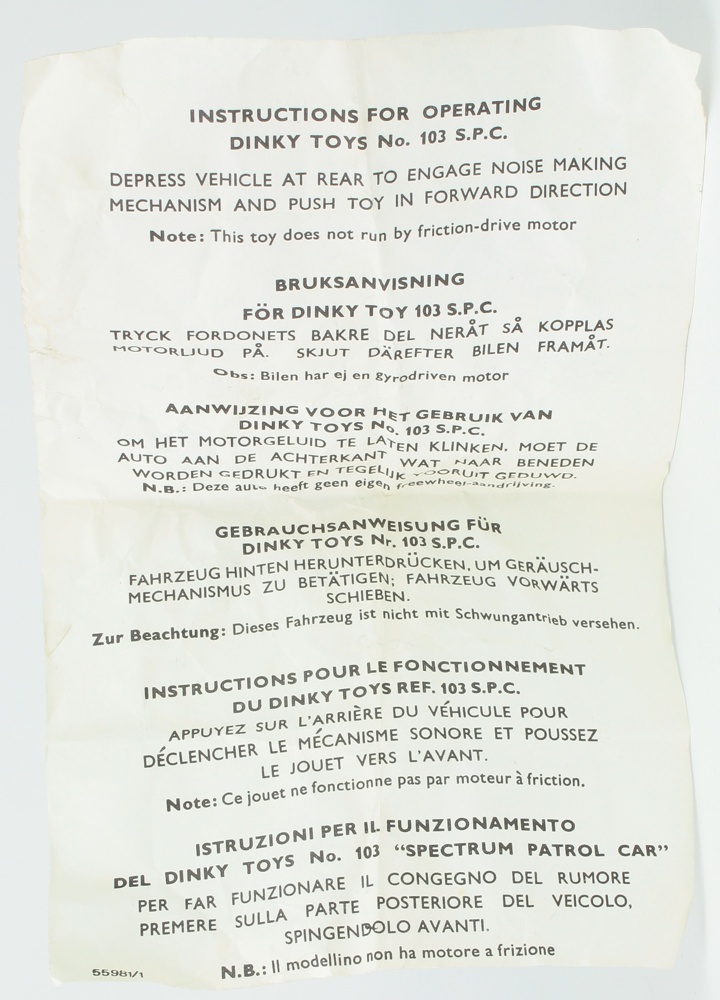 INSTRUCTIONS FOR OPERATING
DINKY TOYS No. 103 S.P.C.
DEPRESS VEHICLE AT REAR TO ENGAGE NOISE MAKING
MECHANISM AND PUSH TOY IN FORWARD DIRECTION
Note: This toy does not run by friction-drive motor
BRUKSANVISNING
FÖR DINKY TOY 103 S.P.C.
TRYCK FORDONETS BAKRE DEL NERÅT SÅ KOPPLAS
MOTORLJUD PÅ. SKJUT DÄREFTER BILEN FRAMÅT.
Obs: Bilen har ej en gyrodriven motor
AANWIJZING VOOR HET GEBRUIK VAN
DINKY TOYS No. 103 S.P.C.
OM HET MOTORGELUID TE LATEN KLINKEN, MOET DE
AUTO AAN DE ACHTERKANT WAT NAAR BENEDEN
WORDEN GEDRUKT EN TEGELIJK VOORUIT GEDUWD.
N.B.: Deze auto heeft geen eigen freewheel-aandrijving.
GEBRAUCHSANWEISUNG FÜR
DINKY TOYS Nr. 103 S.P.C.
FAHRZEUG HINTEN HERUNTERDRÜCKEN, UM GERÄUSCH-
MECHANISMUS ZU BETÄTIGEN; FAHRZEUG VORWÄRTS
SCHIEBEN.
Zur Beachtung: Dieses Fahrzeug ist nicht mit Schwungantrieb versehen.
INSTRUCTIONS POUR LE FONCTIONNEMENT
DU DINKY TOYS REF. 103 S.P.C.
APPUYEZ SUR L'ARRIÈRE DU VÉHICULE POUR
DÉCLENCHER LE MÉCANISME SONORE ET POUSSEZ
LE JOUET VERS L'AVANT.
Note: Ce jouet ne fonctionne pas par moteur à friction.
ISTRUZIONI PER IL FUNZIONAMENTO
DEL DINKY TOYS No. 103 “SPECTRUM PATROL CAR”
PER FAR FUNZIONARE IL CONGEGNO DEL RUMORE
PREMERE SULLA PARTE POSTERIORE DEL VEICOLO,
SPINGENDOLO AVANTI.
N.B.: Il modellino non ha motore a frizione
55981/1